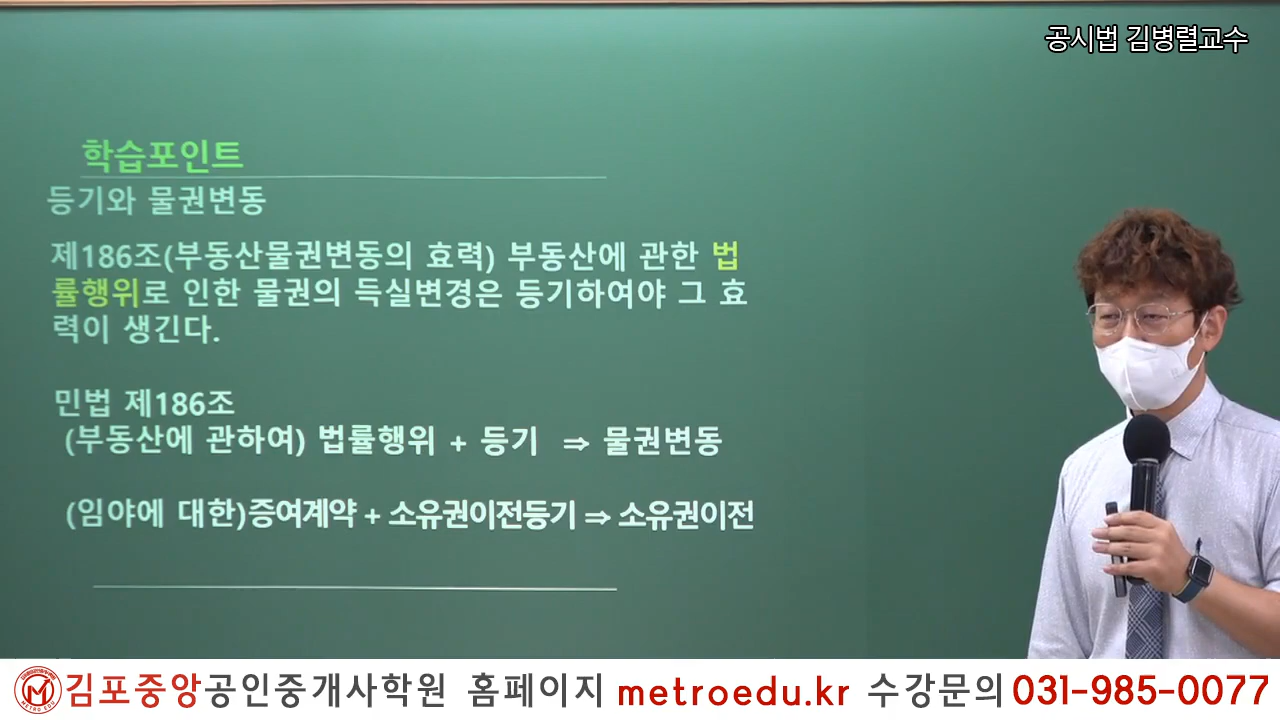 공시법 김병렬교수
학습포인트
등기와 물권변동
제186조(부동산물권변동의 효력) 부동산에 관한 법
률행위로 인한 물권의 득실변경은 등기하여야 그 효
력이 생긴다.
민법 제186조
(부동산에 관하여) 법률행위 + 등기 ⇒ 물권변동
(임야에 대한)증여계약 + 소유권이전등기 ⇒ 소유권이전
METRO EDU
김포중앙공인중개사학원 홈페이지 metroedu.kr 수강문의 031-985-0077